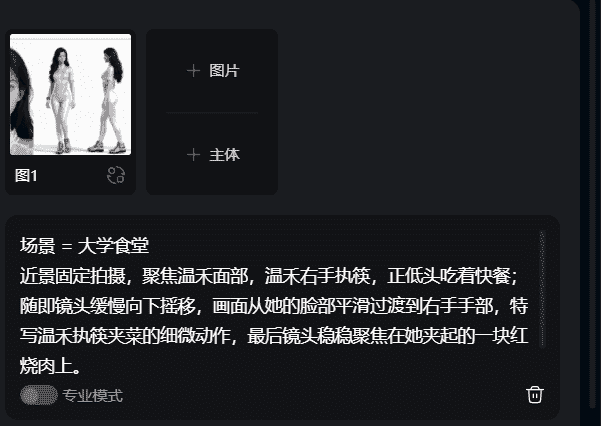 + 图片
+ 主体
图1
场景 = 大学食堂
近景固定拍摄，聚焦温禾面部，温禾右手执筷，正低头吃着快餐；
随即镜头缓慢向下摇移，画面从她的脸部平滑过渡到右手手部，特
写温禾执筷夹菜的细微动作，最后镜头稳稳聚焦在她夹起的一块红
烧肉上。
专业模式